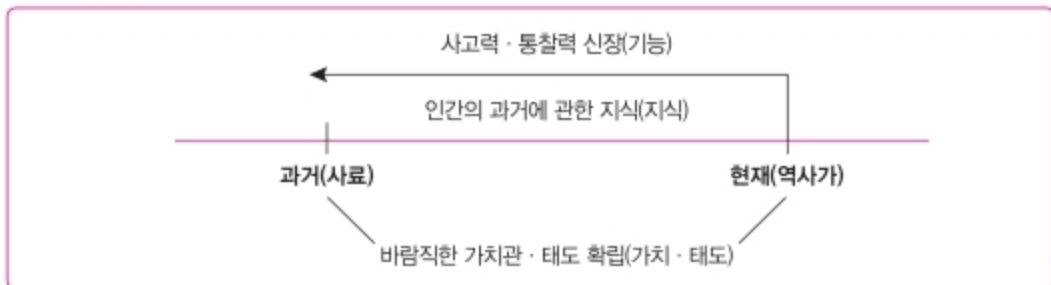 사고력 · 통찰력 신장(기능)
인간의 과거에 관한 지식(지식)
과거(사료) 현재(역사가)
바람직한 가치관 · 태도 확립(가치 · 태도)